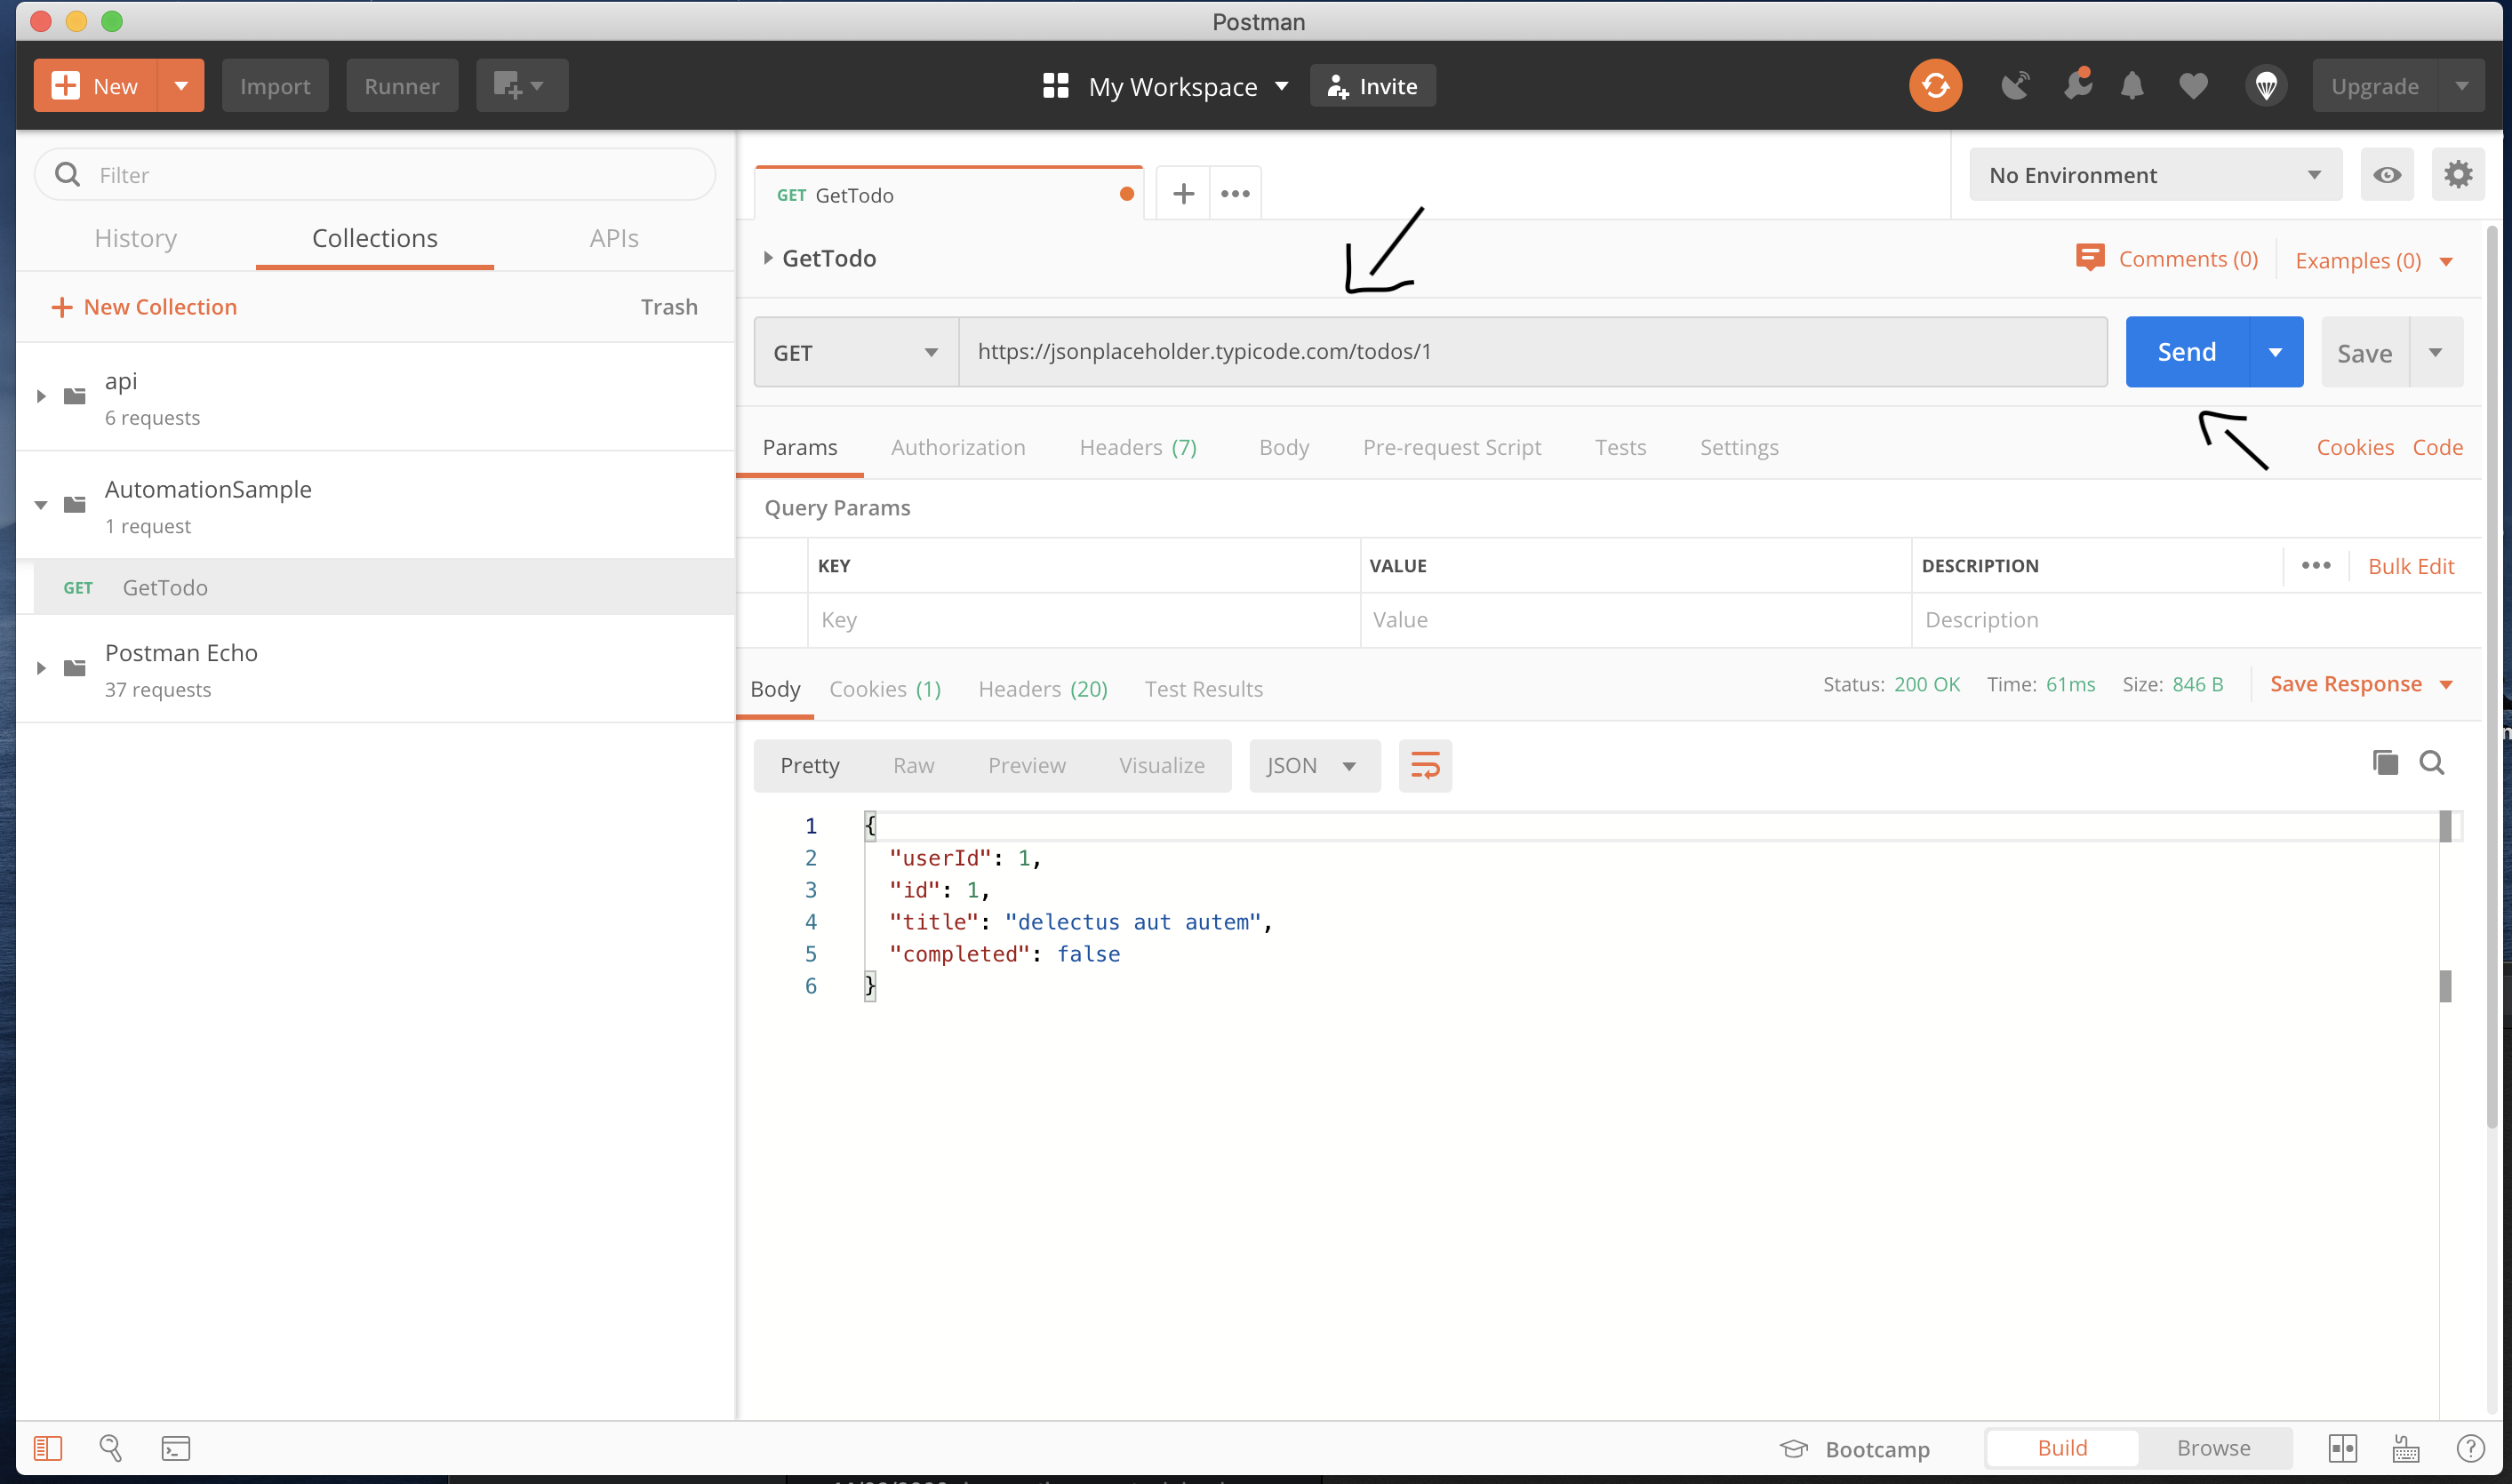 Postman
New
Import
Runner
My Workspace
Invite
Upgrade
Filter
History
Collections
APIs
New Collection
Trash
api
6 requests
AutomationSample
1 request
GET GetTodo
Postman Echo
37 requests
GET GetTodo
No Environment
GetTodo
Comments (0)
Examples (0)
GET
https://jsonplaceholder.typicode.com/todos/1
Send
Save
Params
Authorization
Headers (7)
Body
Pre-request Script
Tests
Settings
Cookies
Code
Query Params
KEY
VALUE
DESCRIPTION
Bulk Edit
Key
Value
Description
Body
Cookies (1)
Headers (20)
Test Results
Status: 200 OK
Time: 61ms
Size: 846 B
Save Response
Pretty
Raw
Preview
Visualize
JSON
1 {
2 "userId": 1,
3 "id": 1,
4 "title": "delectus aut autem",
5 "completed": false
6 }
Bootcamp
Build
Browse